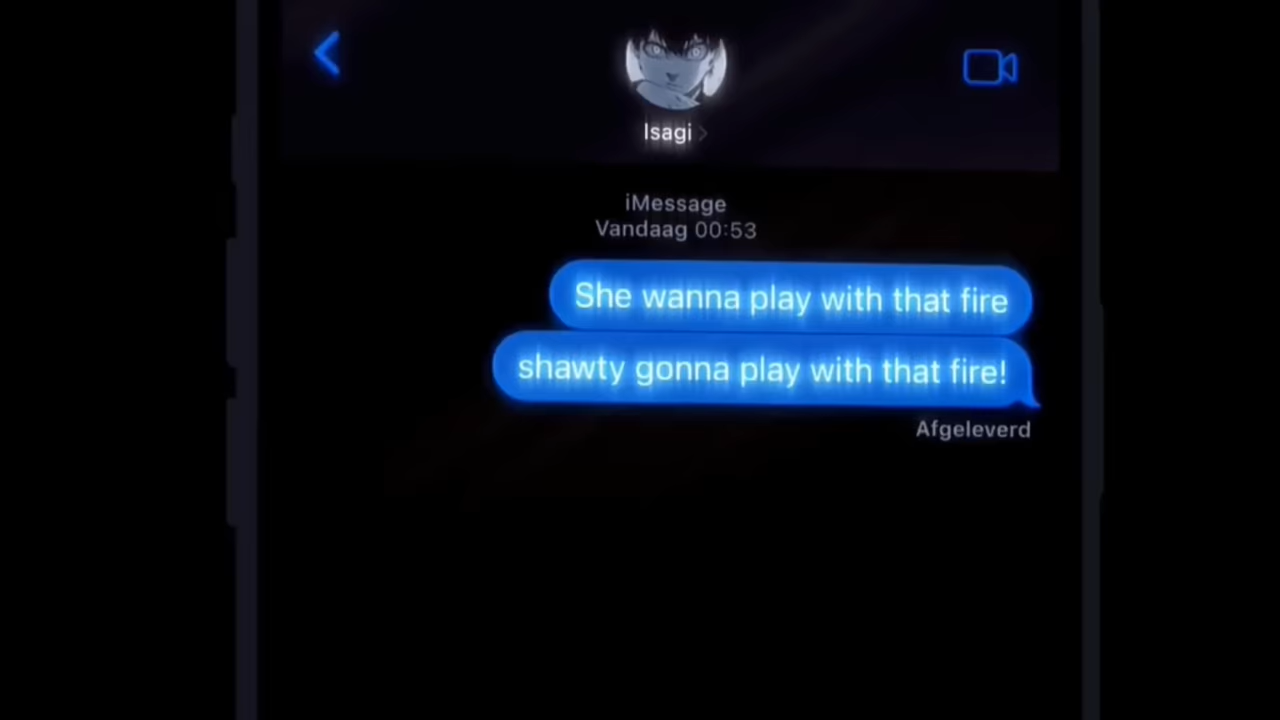 Isagi
iMessage
Vandaag 00:53
She wanna play with that fire
shawty gonna play with that fire!
Afgeleverd